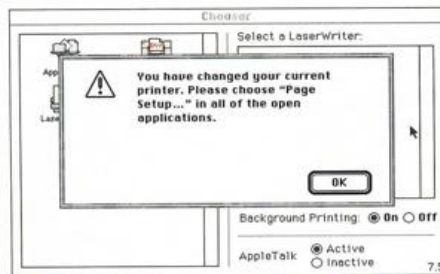 Chooser
Select a LaserWriter:
You have changed your current
printer. Please choose “Page
Setup...” in all of the open
applications.
OK
Background Printing: On Off
AppleTalk
Active
Inactive
7.5